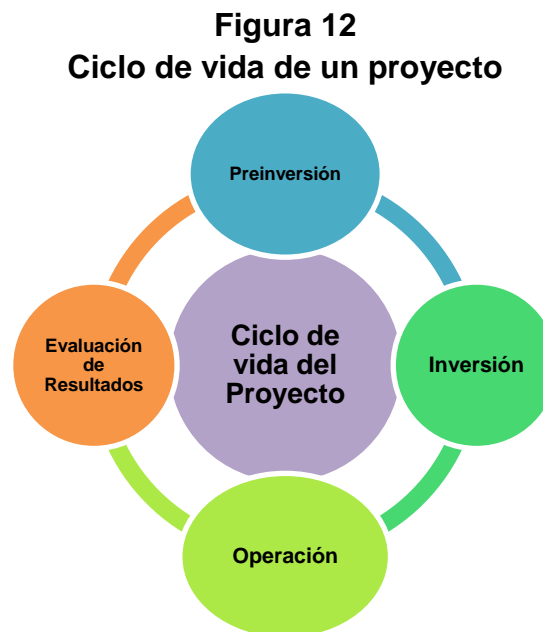 Figura 12
Ciclo de vida de un proyecto
Preinversión
Evaluación
de
Resultados
Ciclo de
vida del
Proyecto
Inversión
Operación